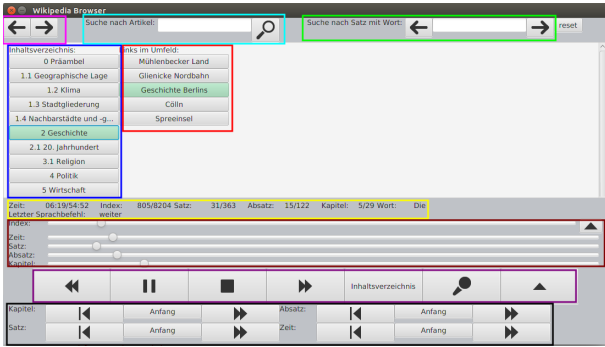 Wikipedia Browser
Suche nach Artikel:
Suche nach Satz mit Wort:
reset
Inhaltsverzeichnis:
inks im Umfeld:
0 Präambel
Mühlenbecker Land
1.1 Geographische Lage
Glienicke Nordbahn
1.2 Klima
Geschichte Berlins
1.3 Stadtgliederung
Cölln
1.4 Nachbarstädte und -g...
Spreeinsel
2 Geschichte
2.1 20. Jahrhundert
3.1 Religion
4 Politik
5 Wirtschaft
Zeit: 06:19/54:52 Index: 805/8204 Satz: 31/363 Absatz: 15/122 Kapitel: 5/29 Wort: Die
Letzter Sprachbefehl: weiter
Index:
Zeit:
Satz:
Absatz:
Kapitel:
Inhaltsverzeichnis
Kapitel: Anfang Absatz: Anfang
Satz: Anfang Zeit: Anfang